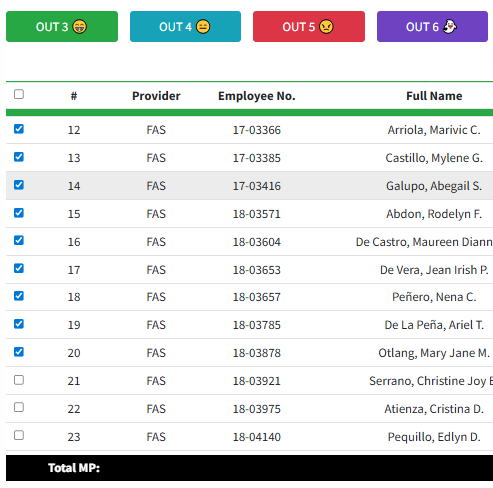 OUT 3 😁 OUT 4 😑 OUT 5 😠 OUT 6 👻
# Provider Employee No. Full Name
12 FAS 17-03366 Arriola, Marivic C.
13 FAS 17-03385 Castillo, Mylene G.
14 FAS 17-03416 Galupo, Abegail S.
15 FAS 18-03571 Abdon, Rodelyn F.
16 FAS 18-03604 De Castro, Maureen Diann
17 FAS 18-03653 De Vera, Jean Irish P.
18 FAS 18-03657 Peñero, Nena C.
19 FAS 18-03785 De La Peña, Ariel T.
20 FAS 18-03878 Otlang, Mary Jane M.
21 FAS 18-03921 Serrano, Christine Joy E
22 FAS 18-03975 Atienza, Cristina D.
23 FAS 18-04140 Pequillo, Edlyn D.
Total MP: